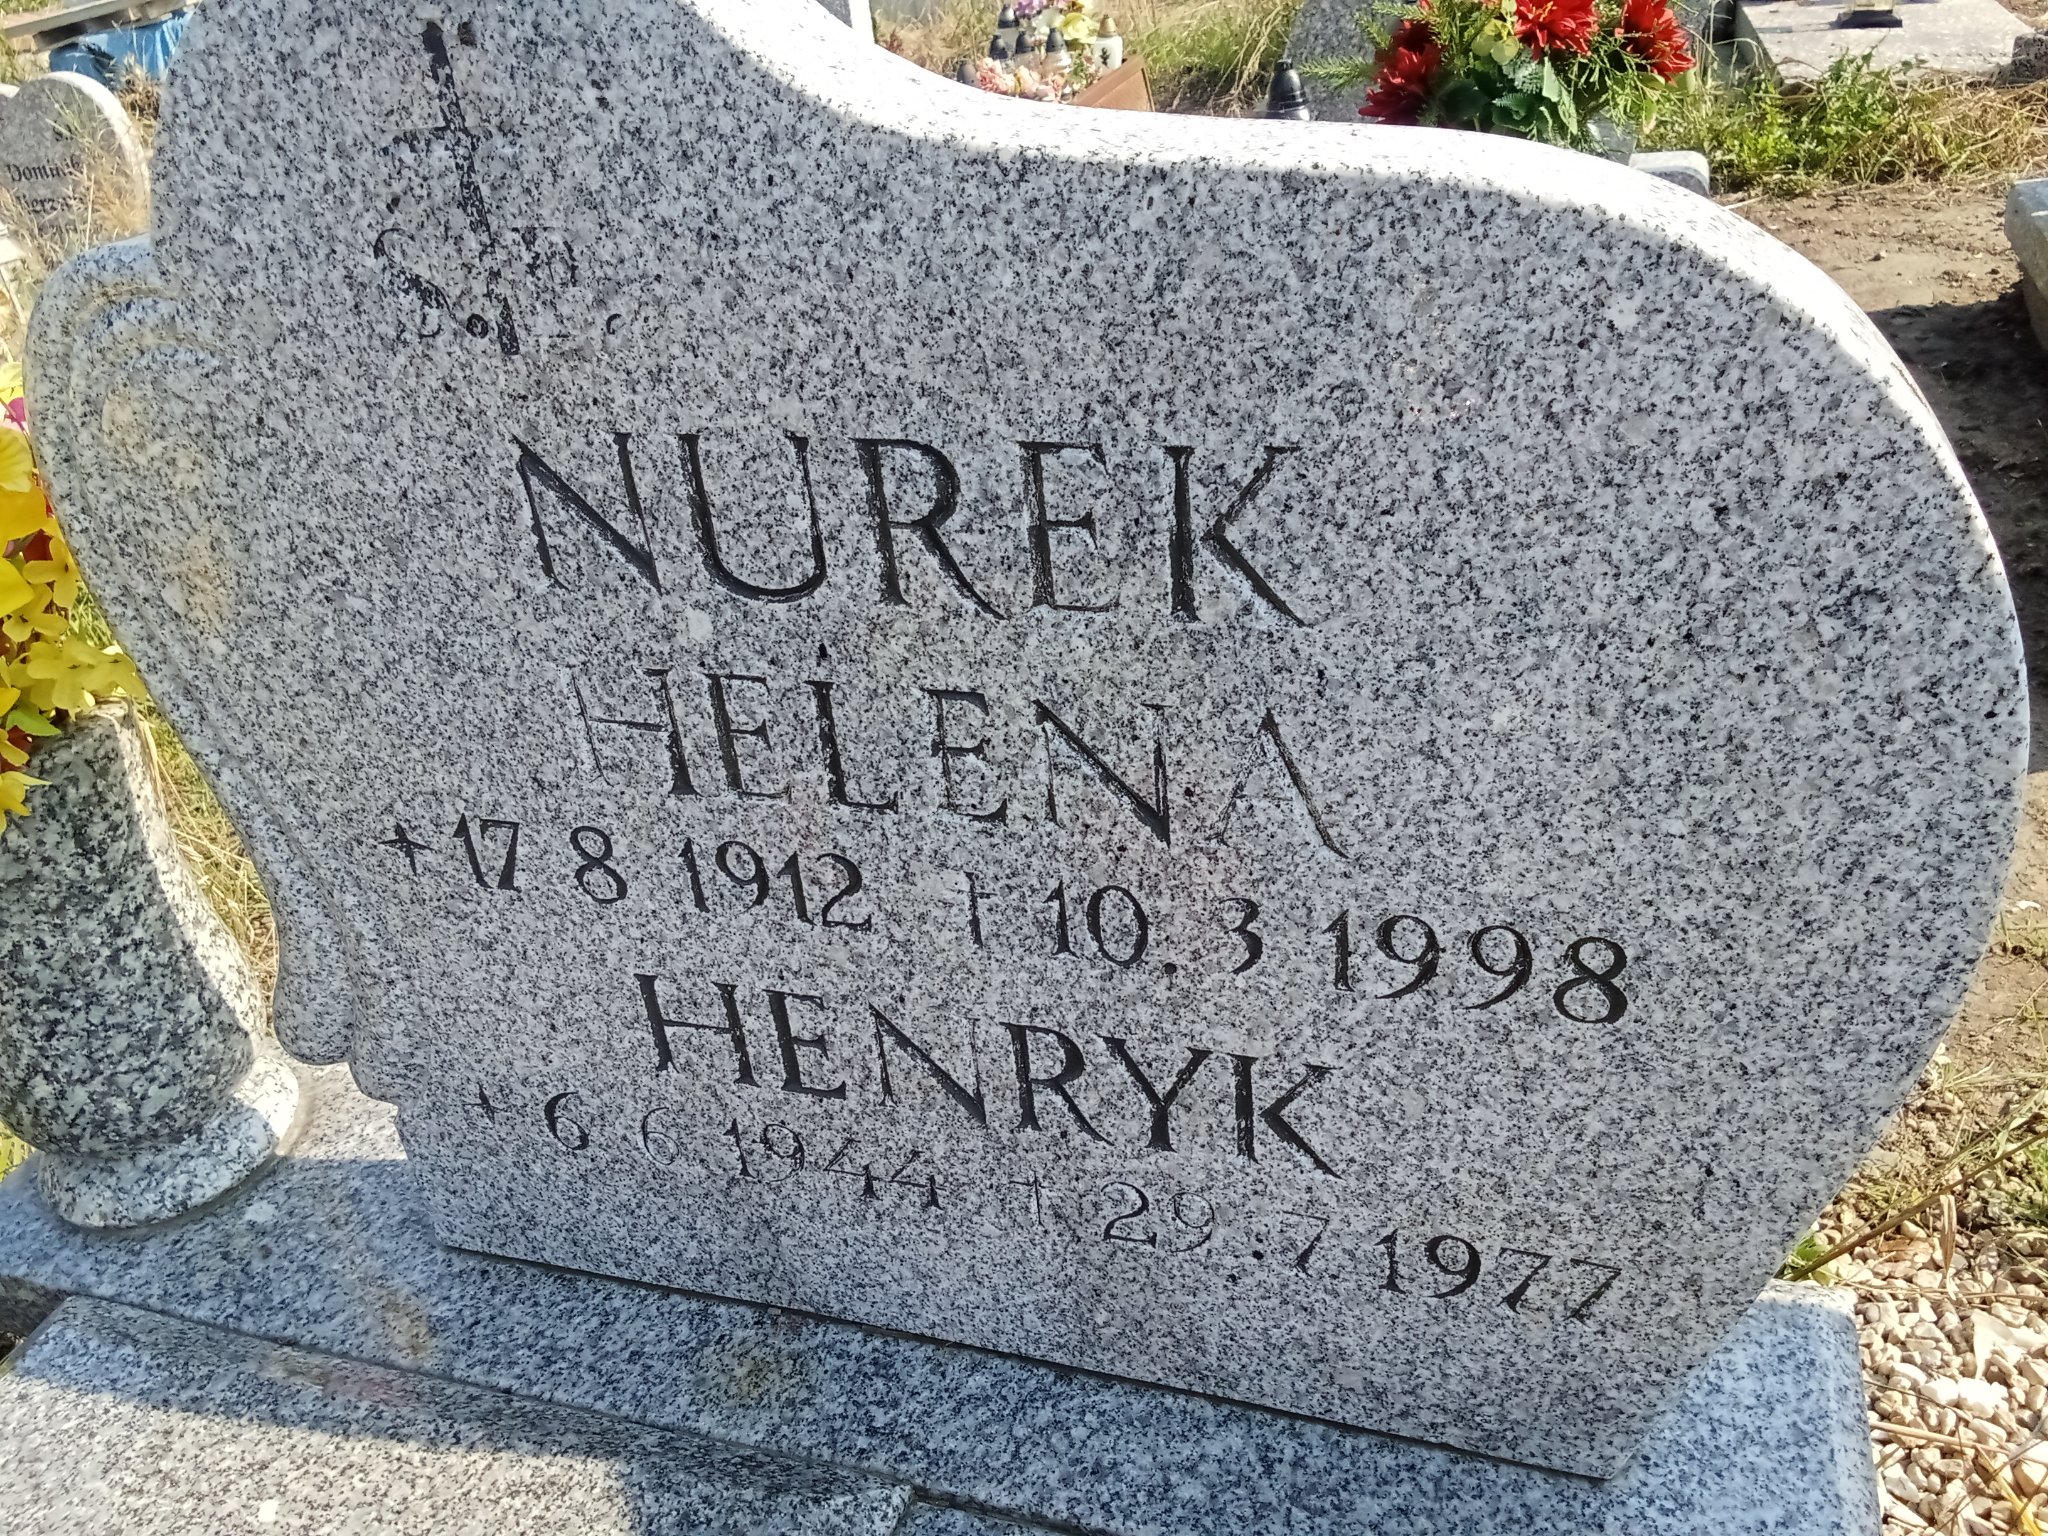 Ś.P.
NUREK
HELENA
* 17 8 1912 † 10.3 1998
HENRYK
* 6 6 1944 † 29.7 1977